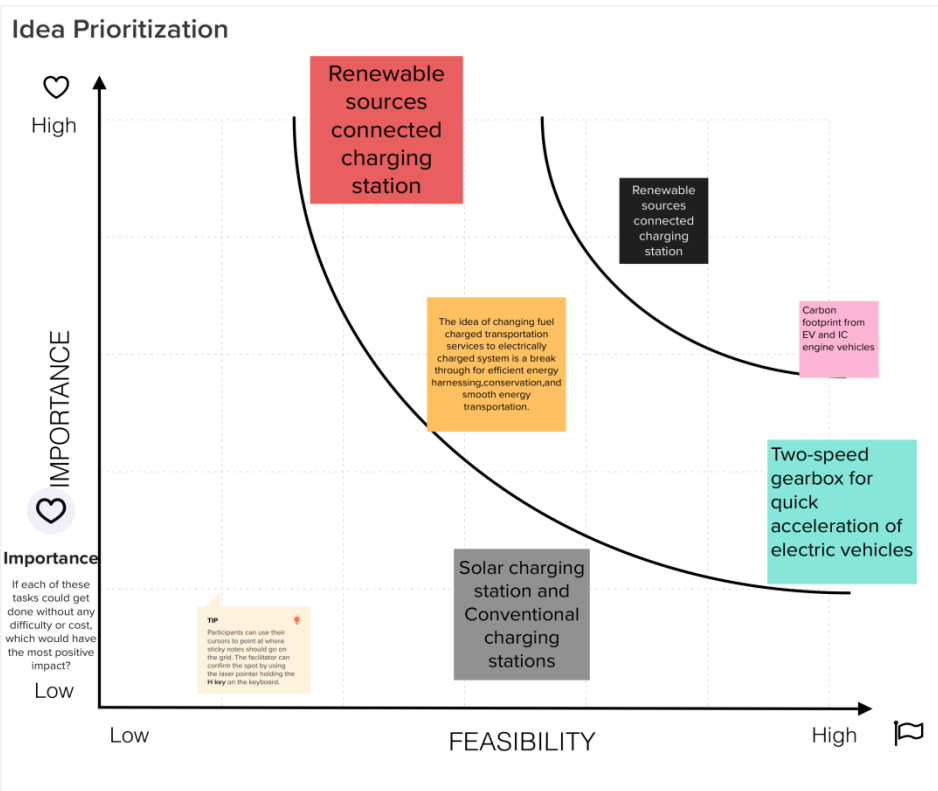 Idea Prioritization
High
Renewable
sources
connected
charging
station
Renewable
sources
connected
charging
station
Carbon
footprint from
EV and IC
engine vehicles
The idea of changing fuel
charged transportation
services to electrically
charged system is a break
through for efficient energy
harnessing,conservation,and
smooth energy
transportation.
IMPORTANCE
Two-speed
gearbox for
quick
acceleration of
electric vehicles
Importance
If each of these
tasks could get
done without any
difficulty or cost,
which would have
the most positive
impact?
Low
Solar charging
station and
Conventional
charging
stations
TIP
Participants can use their
cursors to point at where
sticky notes should go on
the grid. The facilitator can
confirm the spot by using
the laser pointer holding the
H key on the keyboard.
Low
FEASIBILITY
High